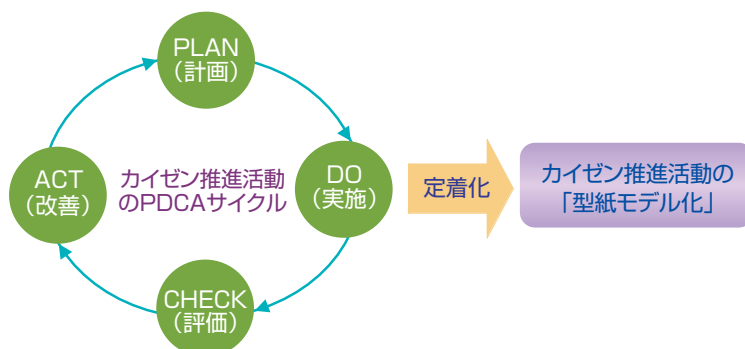 PLAN
（計画）
DO
（実施）
CHECK
（評価）
ACT
（改善）
カイゼン推進活動
のPDCAサイクル
定着化
カイゼン推進活動の
「型紙モデル化」